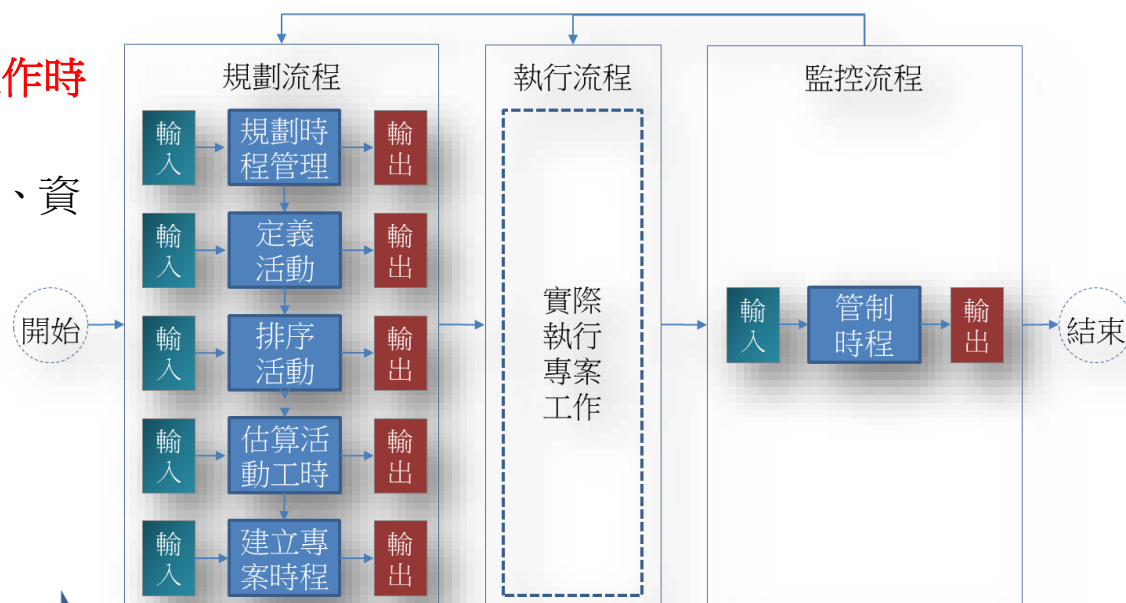 作時
、資
規劃流程
執行流程
監控流程
輸入
規劃時
程管理
輸出
輸入
定義
活動
輸出
輸入
排序
活動
輸出
輸入
估算活
動工時
輸出
輸入
建立專
案時程
輸出
開始
實際
執行
專案
工作
輸入
管制
時程
輸出
結束